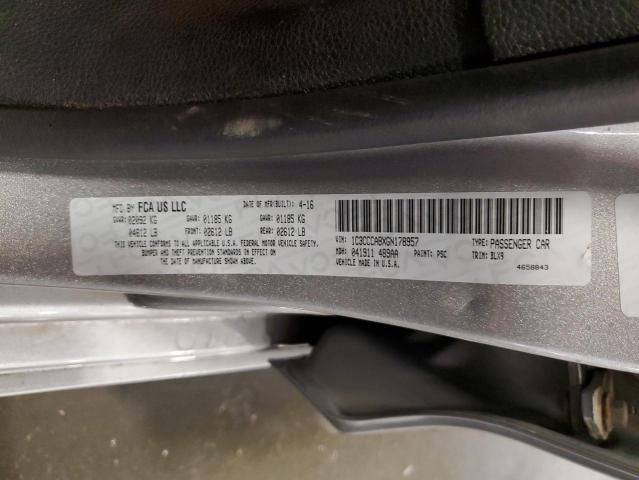 MFD.BY FCA US LLC DATE OF MFR(BUILT): 4-16
GVWR: 02092 KG GAWR: 01185 KG GAWR: 01185 KG
04612 LB FRONT: 02612 LB REAR: 02612 LB
THIS VEHICLE CONFORMS TO ALL APPLICABLE U.S.A. FEDERAL MOTOR VEHICLE SAFETY,
BUMPER AND THEFT PREVENTION STANDARDS IN EFFECT ON
THE DATE OF MANUFACTURE SHOWN ABOVE.
VIN: 1C3CCCABXGN178957 TYPE: PASSENGER CAR
MDH: 041911 489AA PAINT: PSC TRIM: BLX9
VEHICLE MADE IN U.S.A. 4658843